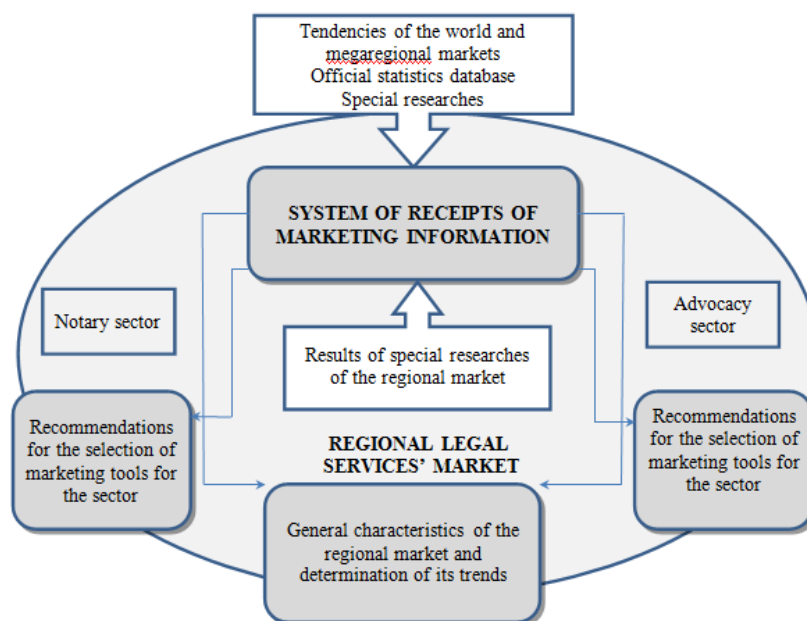 Tendencies of the world and
megaregional markets
Official statistics database
Special researches
SYSTEM OF RECEIPTS OF
MARKETING INFORMATION
Notary sector
Advocacy
sector
Results of special researches
of the regional market
Recommendations
for the selection of
marketing tools for
the sector
REGIONAL LEGAL
SERVICES’ MARKET
Recommendations
for the selection of
marketing tools for
the sector
General characteristics of the
regional market and
determination of its trends